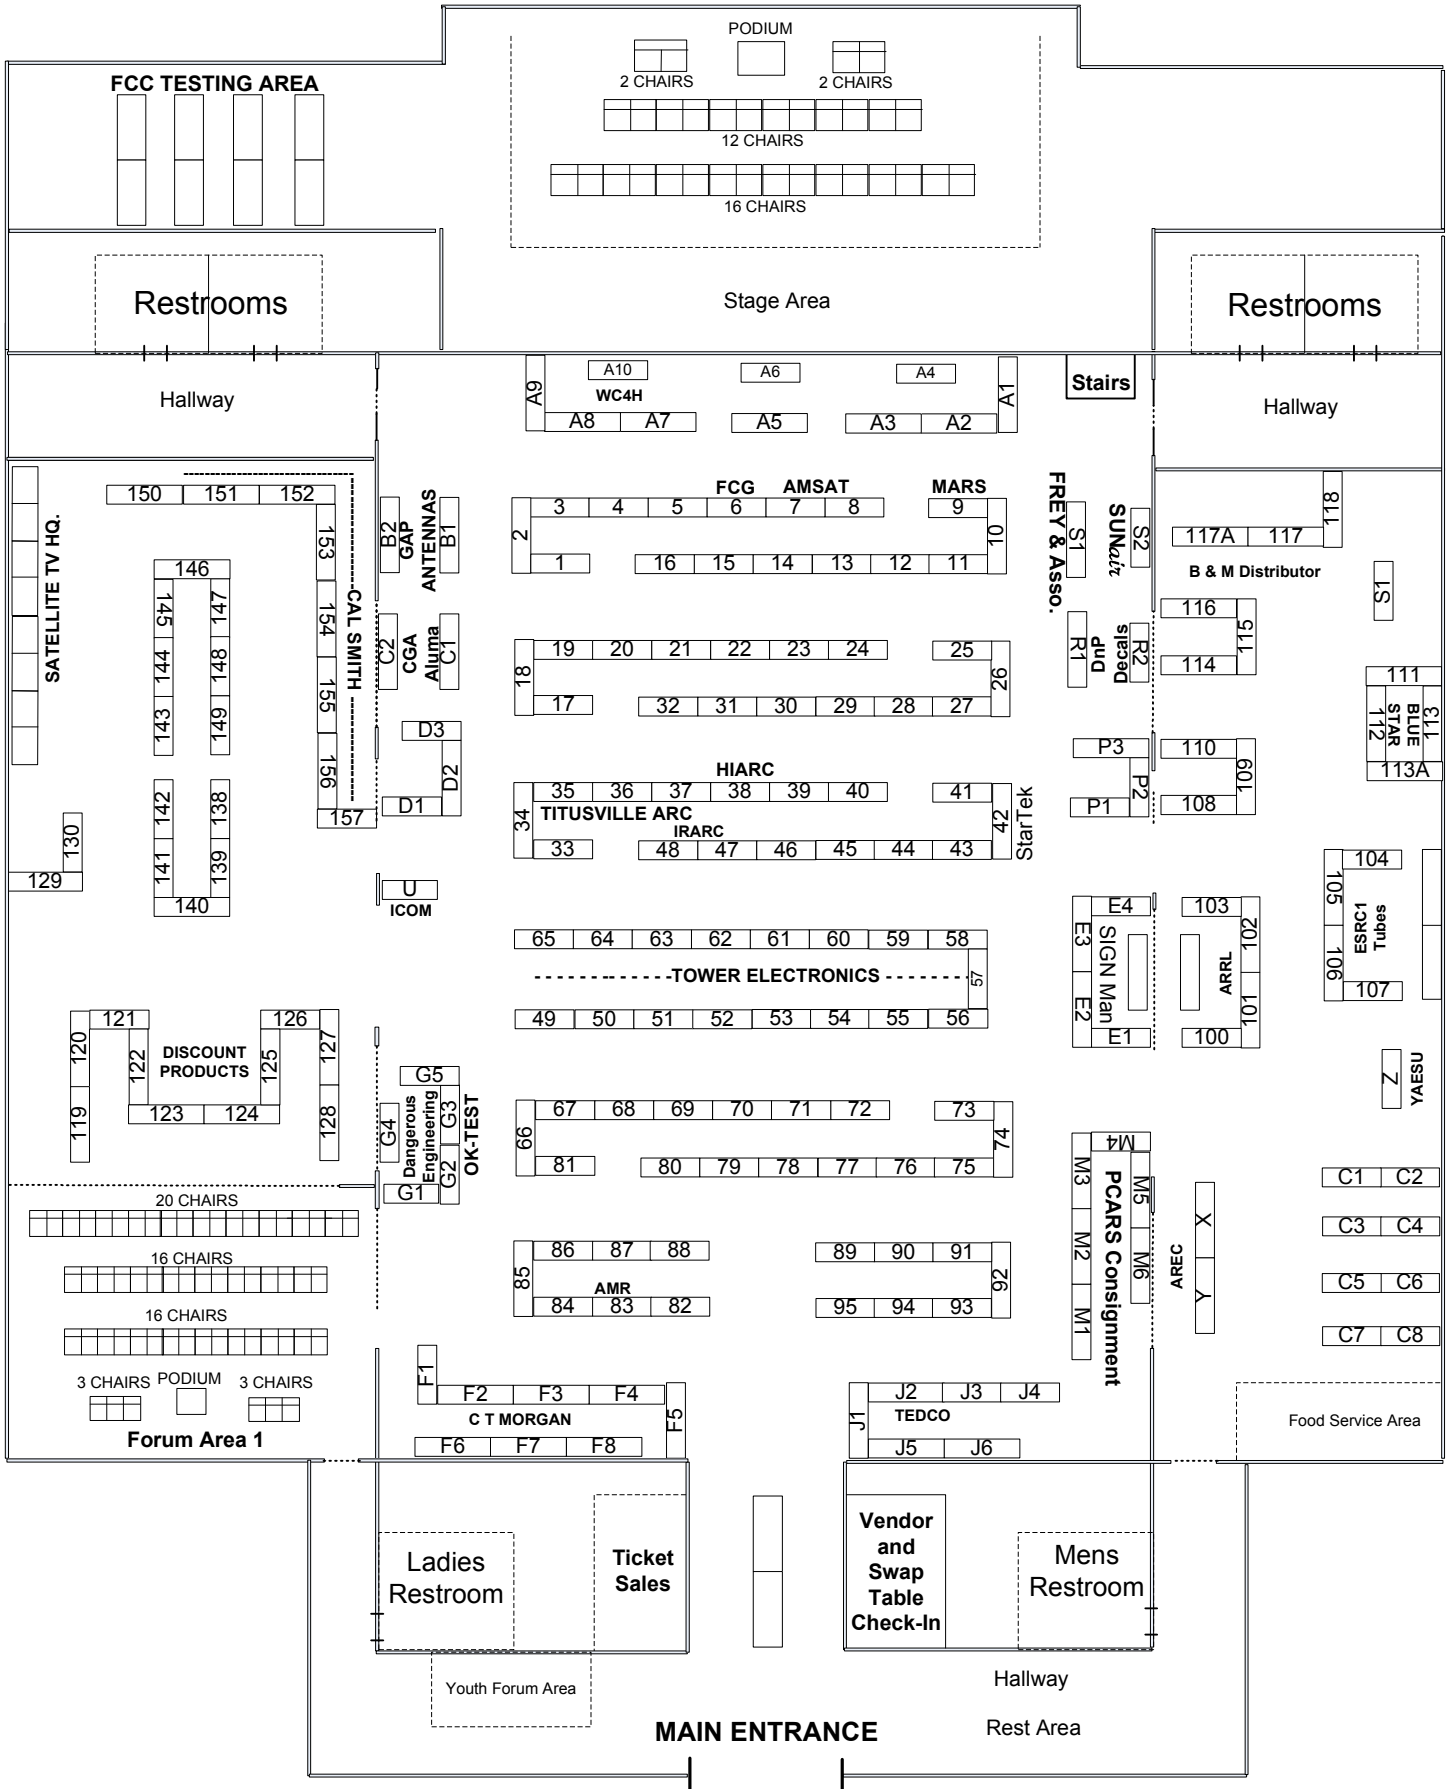 PODIUM
2 CHAIRS
2 CHAIRS
FCC TESTING AREA
12 CHAIRS
16 CHAIRS
Restrooms
Stage Area
Restrooms
Hallway
A9
A10
WC4H
A8 A7
A6
A5
A4
A3 A2
A1
Stairs
Hallway
SATELLITE TV HQ.
150 151 152
153
154
155
156
157
CAL SMITH
146
145
144
143
147
148
149
142
141
138
139
140
130
129
B2
GAP
ANTENNAS
B1
C2
CGA
Aluma
C1
D3
D2
D1
U
ICOM
FCG AMSAT MARS
2
3 4 5 6 7 8 9
10
1 16 15 14 13 12 11
18
19 20 21 22 23 24 25
26
17 32 31 30 29 28 27
HIARC
34
35 36 37 38 39 40 41
42
StarTek
TITUSVILLE ARC
IRARC
33 48 47 46 45 44 43
65 64 63 62 61 60 59 58
TOWER ELECTRONICS
57
49 50 51 52 53 54 55 56
FREY & Asso.
S1
SUNair
S2
R1
DnP
Decals
R2
P3
P2
P1
118
117A 117
B & M Distributor
S1
116
115
114
110
109
108
111
112
BLUE
STAR
113
113A
104
105
106
ESRC1
Tubes
107
E4
E3
E2
SIGN Man
E1
103
102
101
ARRL
100
Z
YAESU
121
120
119
122
DISCOUNT
PRODUCTS
123 124
125
126
127
128
G5
G4
Dangerous
Engineering
G3
G2
OK-TEST
G1
66
67 68 69 70 71 72 73
74
81 80 79 78 77 76 75
85
86 87 88
AMR
84 83 82
89 90 91
92
95 94 93
M4
M3
M2
M1
PCARS Consignment
M5
M6
AREC
X
Y
C1 C2
C3 C4
C5 C6
C7 C8
20 CHAIRS
16 CHAIRS
16 CHAIRS
3 CHAIRS PODIUM 3 CHAIRS
Forum Area 1
F1
F2 F3 F4
F5
C T MORGAN
F6 F7 F8
J1
J2 J3 J4
TEDCO
J5 J6
Food Service Area
Ladies
Restroom
Ticket
Sales
Vendor
and
Swap
Table
Check-In
Mens
Restroom
Youth Forum Area
Hallway
Rest Area
MAIN ENTRANCE